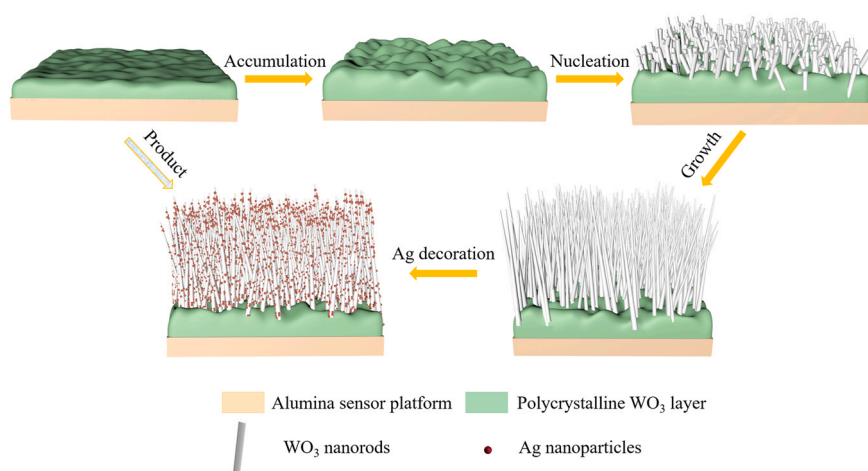 Accumulation
Nucleation
Product
Growth
Ag decoration
Alumina sensor platform
Polycrystalline WO₃ layer
WO₃ nanorods
Ag nanoparticles